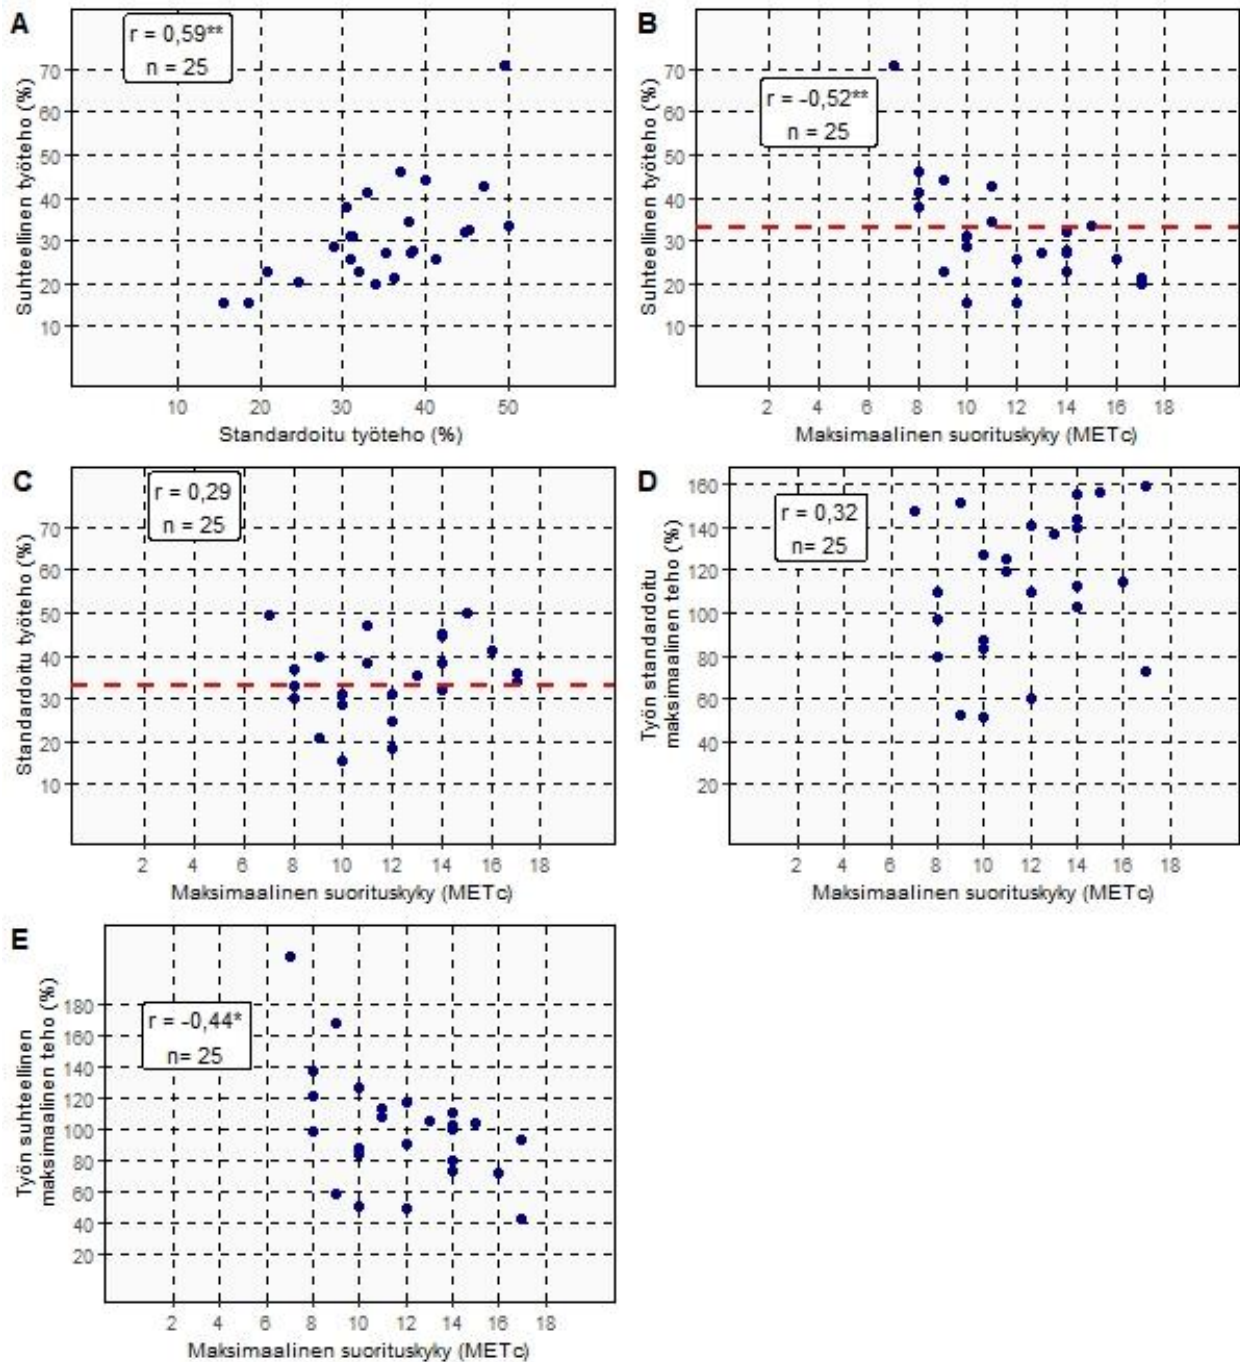 A
r = 0,59**
n = 25
Suhteellinen työteho (%)
70
60
50
40
30
20
10
10 20 30 40 50
Standardoitu työteho (%)
B
r = -0,52**
n = 25
Suhteellinen työteho (%)
70
60
50
40
30
20
10
2 4 6 8 10 12 14 16 18
Maksimaalinen suorituskyky (METc)
C
r = 0,29
n = 25
Standardoitu työteho (%)
70
60
50
40
30
20
10
2 4 6 8 10 12 14 16 18
Maksimaalinen suorituskyky (METc)
D
r = 0,32
n= 25
Työn standardoitu
maksimaalinen teho (%)
160
140
120
100
80
60
40
20
2 4 6 8 10 12 14 16 18
Maksimaalinen suorituskyky (METc)
E
r = -0,44*
n= 25
Työn suhteellinen
maksimaalinen teho (%)
180
160
140
120
100
80
60
40
20
2 4 6 8 10 12 14 16 18
Maksimaalinen suorituskyky (METc)